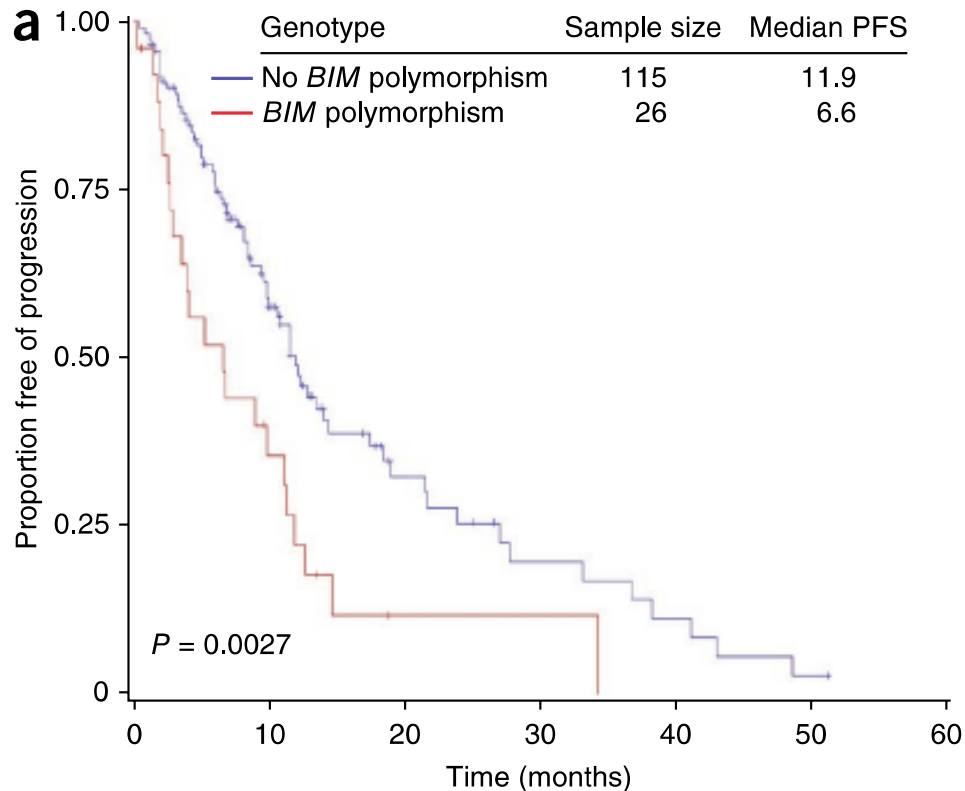 a
Genotype Sample size Median PFS
No BIM polymorphism 115 11.9
BIM polymorphism 26 6.6
1.00
0.75
0.50
0.25
0
Proportion free of progression
P = 0.0027
0 10 20 30 40 50 60
Time (months)